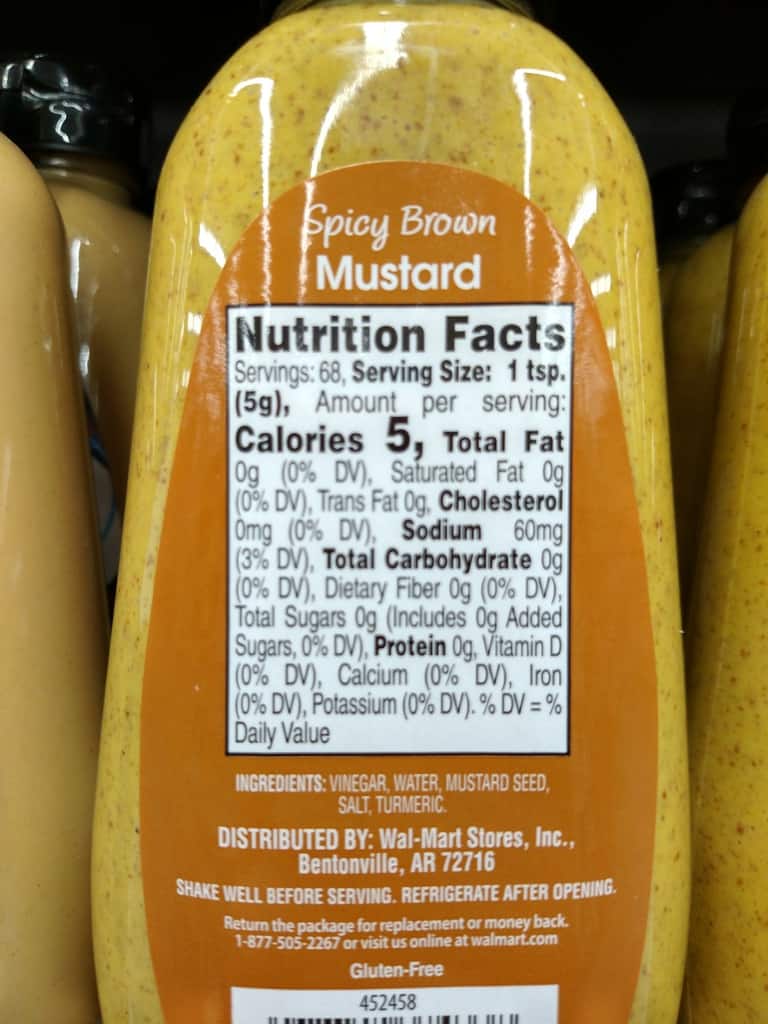 Spicy Brown
Mustard
Nutrition Facts
Servings: 68, Serving Size: 1 tsp.
(5g), Amount per serving:
Calories 5, Total Fat
0g (0% DV), Saturated Fat 0g
(0% DV), Trans Fat 0g, Cholesterol
0mg (0% DV), Sodium 60mg
(3% DV), Total Carbohydrate 0g
(0% DV), Dietary Fiber 0g (0% DV),
Total Sugars 0g (Includes 0g Added
Sugars, 0% DV), Protein 0g, Vitamin D
(0% DV), Calcium (0% DV), Iron
(0% DV), Potassium (0% DV). % DV = %
Daily Value
INGREDIENTS: VINEGAR, WATER, MUSTARD SEED,
SALT, TURMERIC.
DISTRIBUTED BY: Wal-Mart Stores, Inc.,
Bentonville, AR 72716
SHAKE WELL BEFORE SERVING. REFRIGERATE AFTER OPENING.
Return the package for replacement or money back.
1-877-505-2267 or visit us online at walmart.com
Gluten-Free
452458